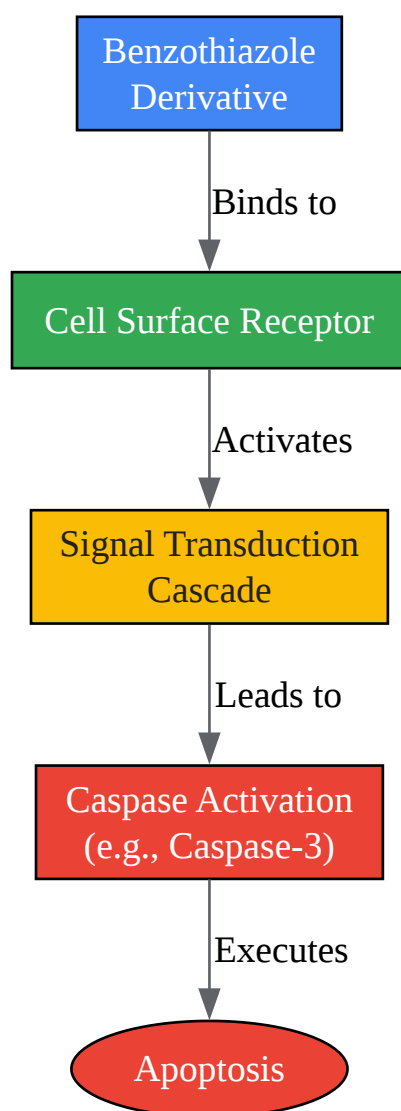 Benzothiazole
Derivative
Binds to
Cell Surface Receptor
Activates
Signal Transduction
Cascade
Leads to
Caspase Activation
(e.g., Caspase-3)
Executes
Apoptosis